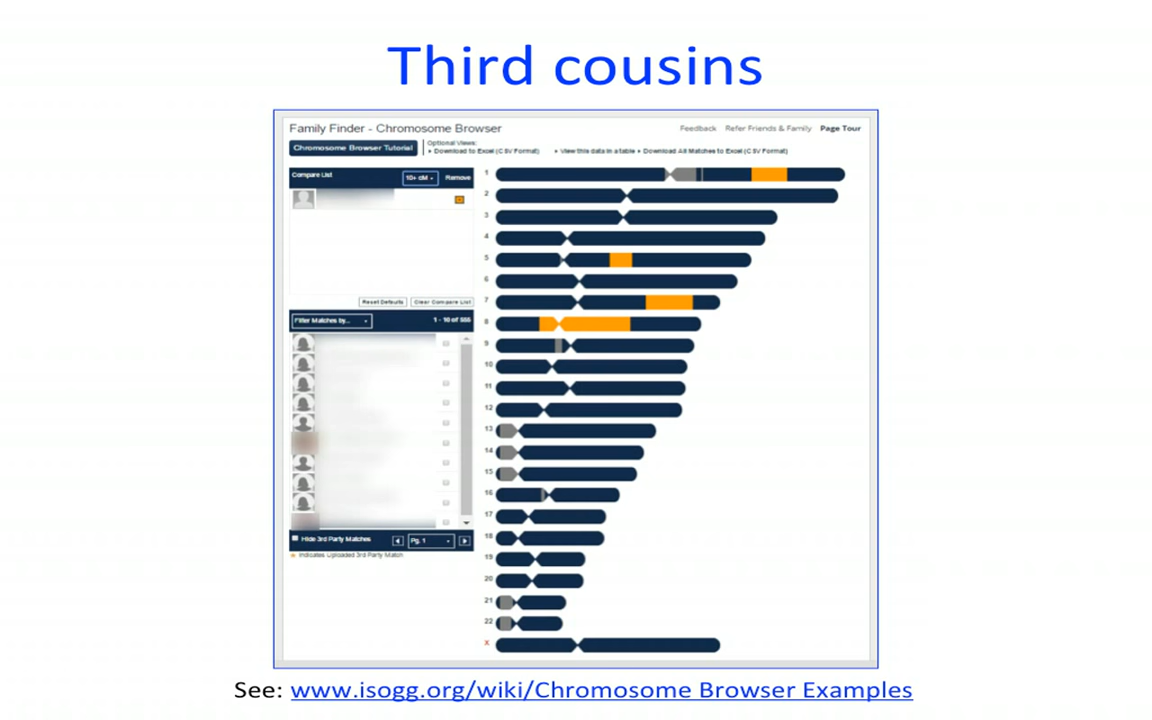 Third cousins
Family Finder - Chromosome Browser
Feedback Refer Friends & Family Page Tour
Chromosome Browser Tutorial
Optional Views:
Download to Excel (CSV Format) View this data in a table Download All Matches to Excel (CSV Format)
Compare List 10+ cM Remove
Reset Defaults Clear Compare List
Filter Matches by... 1 - 10 of 555
Hide 3rd Party Matches Pg. 1
Indicates Uploaded 3rd Party Match
1
2
3
4
5
6
7
8
9
10
11
12
13
14
15
16
17
18
19
20
21
22
X
See: www.isogg.org/wiki/Chromosome Browser Examples